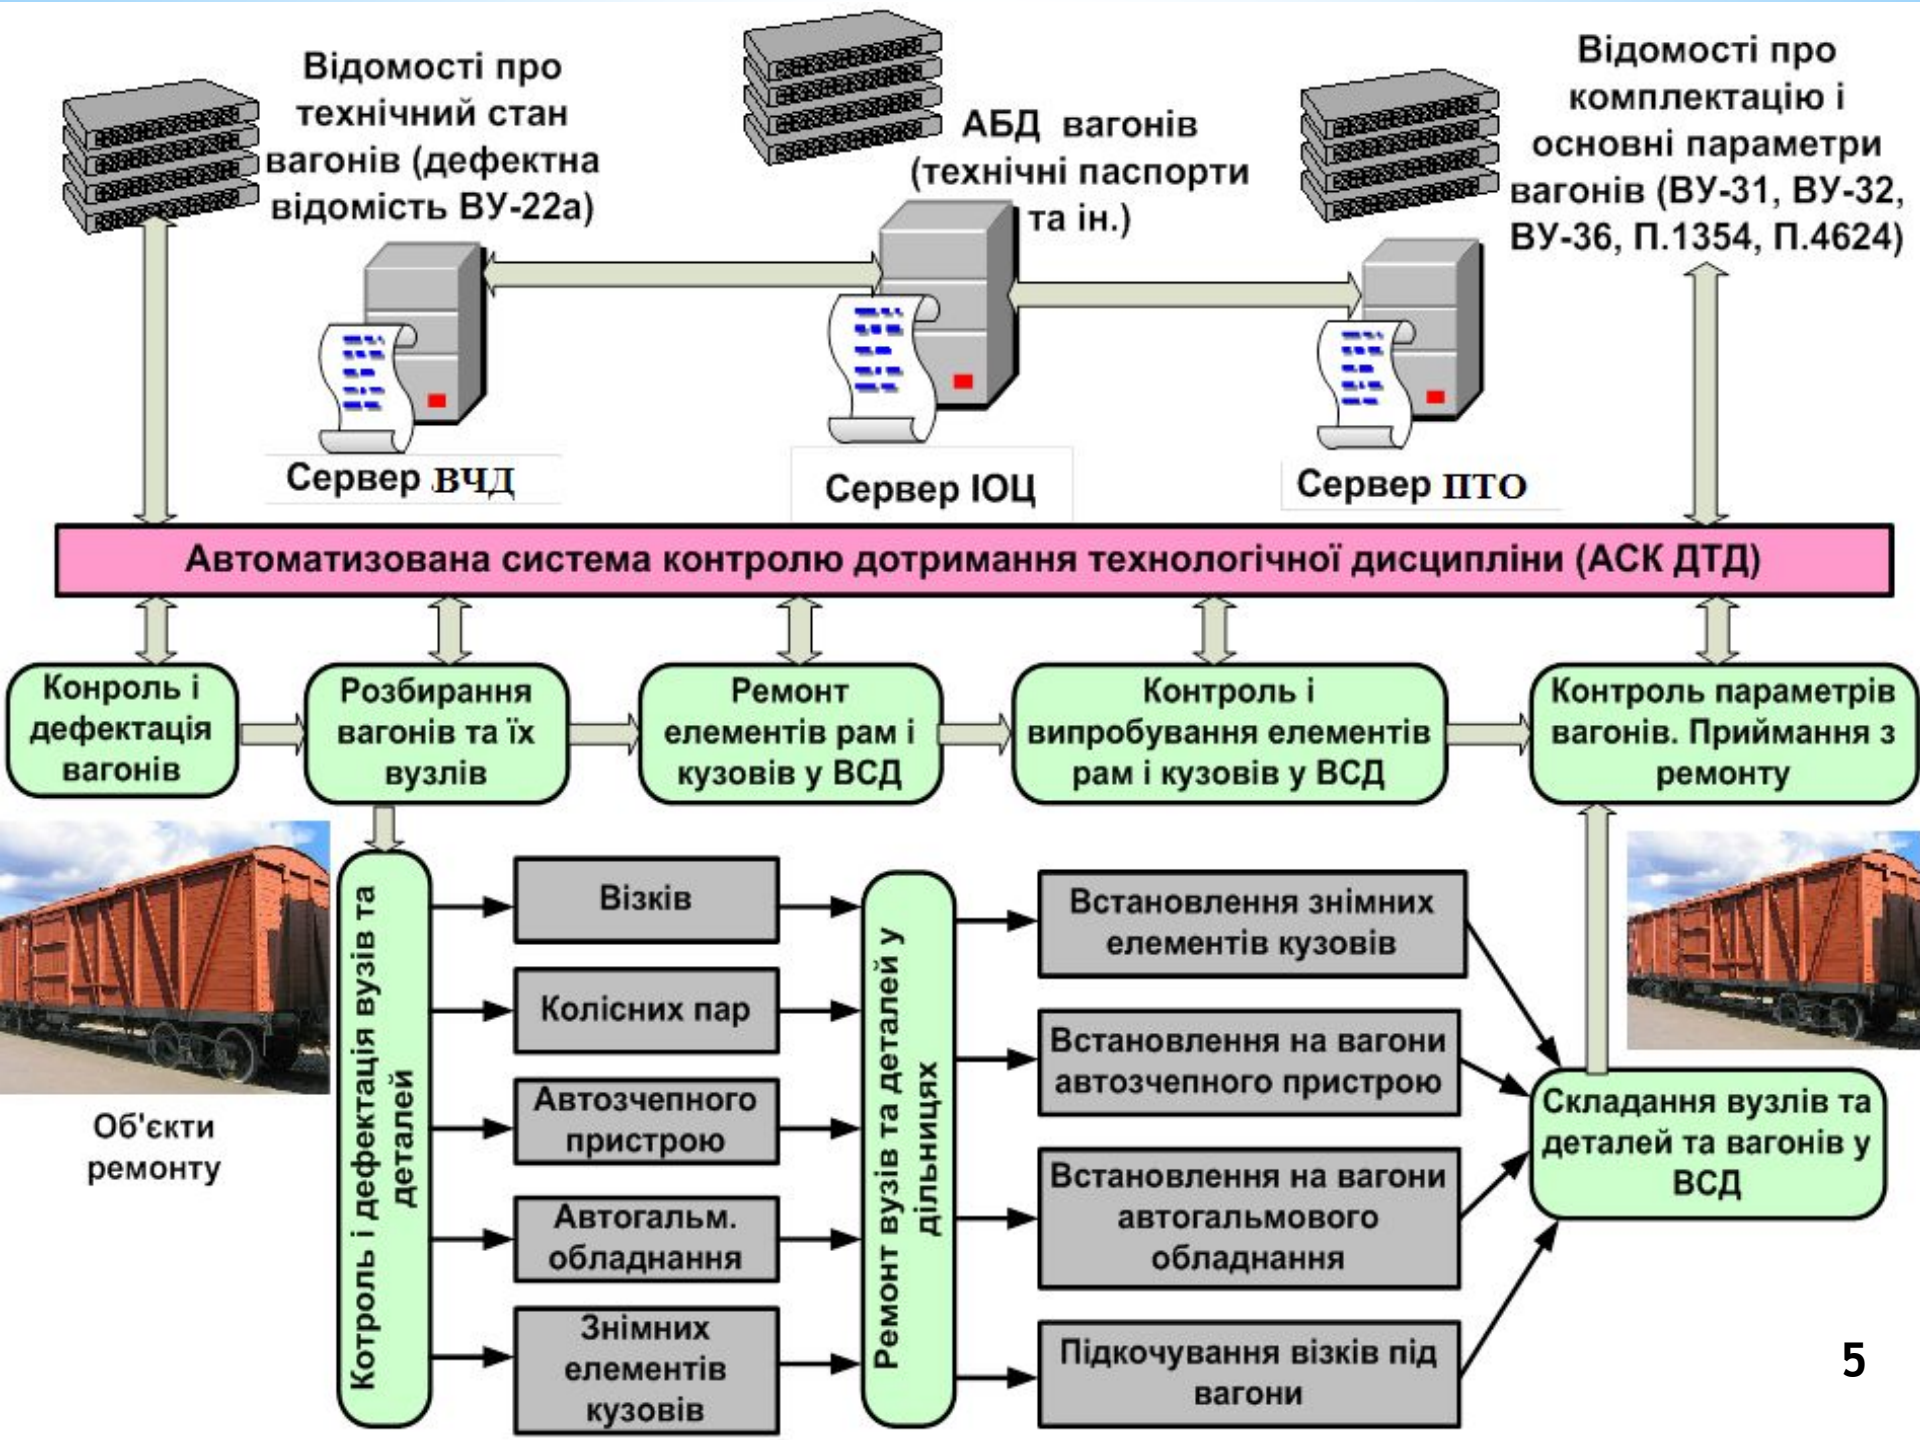 Відомості про
технічний стан
вагонів (дефектна
відомість ВУ-22а)
АБД вагонів
(технічні паспорти
та ін.)
Відомості про
комплектацію і
основні параметри
вагонів (ВУ-31, ВУ-32,
ВУ-36, П.1354, П.4624)
Сервер ВЧД
Сервер ІОЦ
Сервер ПТО
Автоматизована система контролю дотримання технологічної дисципліни (АСК ДТД)
Конроль і
дефектація
вагонів
Розбирання
вагонів та їх
вузлів
Ремонт
елементів рам і
кузовів у ВСД
Контроль і
випробування елементів
рам і кузовів у ВСД
Контроль параметрів
вагонів. Приймання з
ремонту
Об'єкти
ремонту
Котроль і дефектація вузів та
деталей
Візків
Колісних пар
Автозчепного
пристрою
Автогальм.
обладнання
Знімних
елементів
кузовів
Ремонт вузів та деталей у
дільницях
Встановлення знімних
елементів кузовів
Встановлення на вагони
автозчепного пристрою
Встановлення на вагони
автогальмового
обладнання
Підкочування візків під
вагони
Складання вузлів та
деталей та вагонів у
ВСД
5